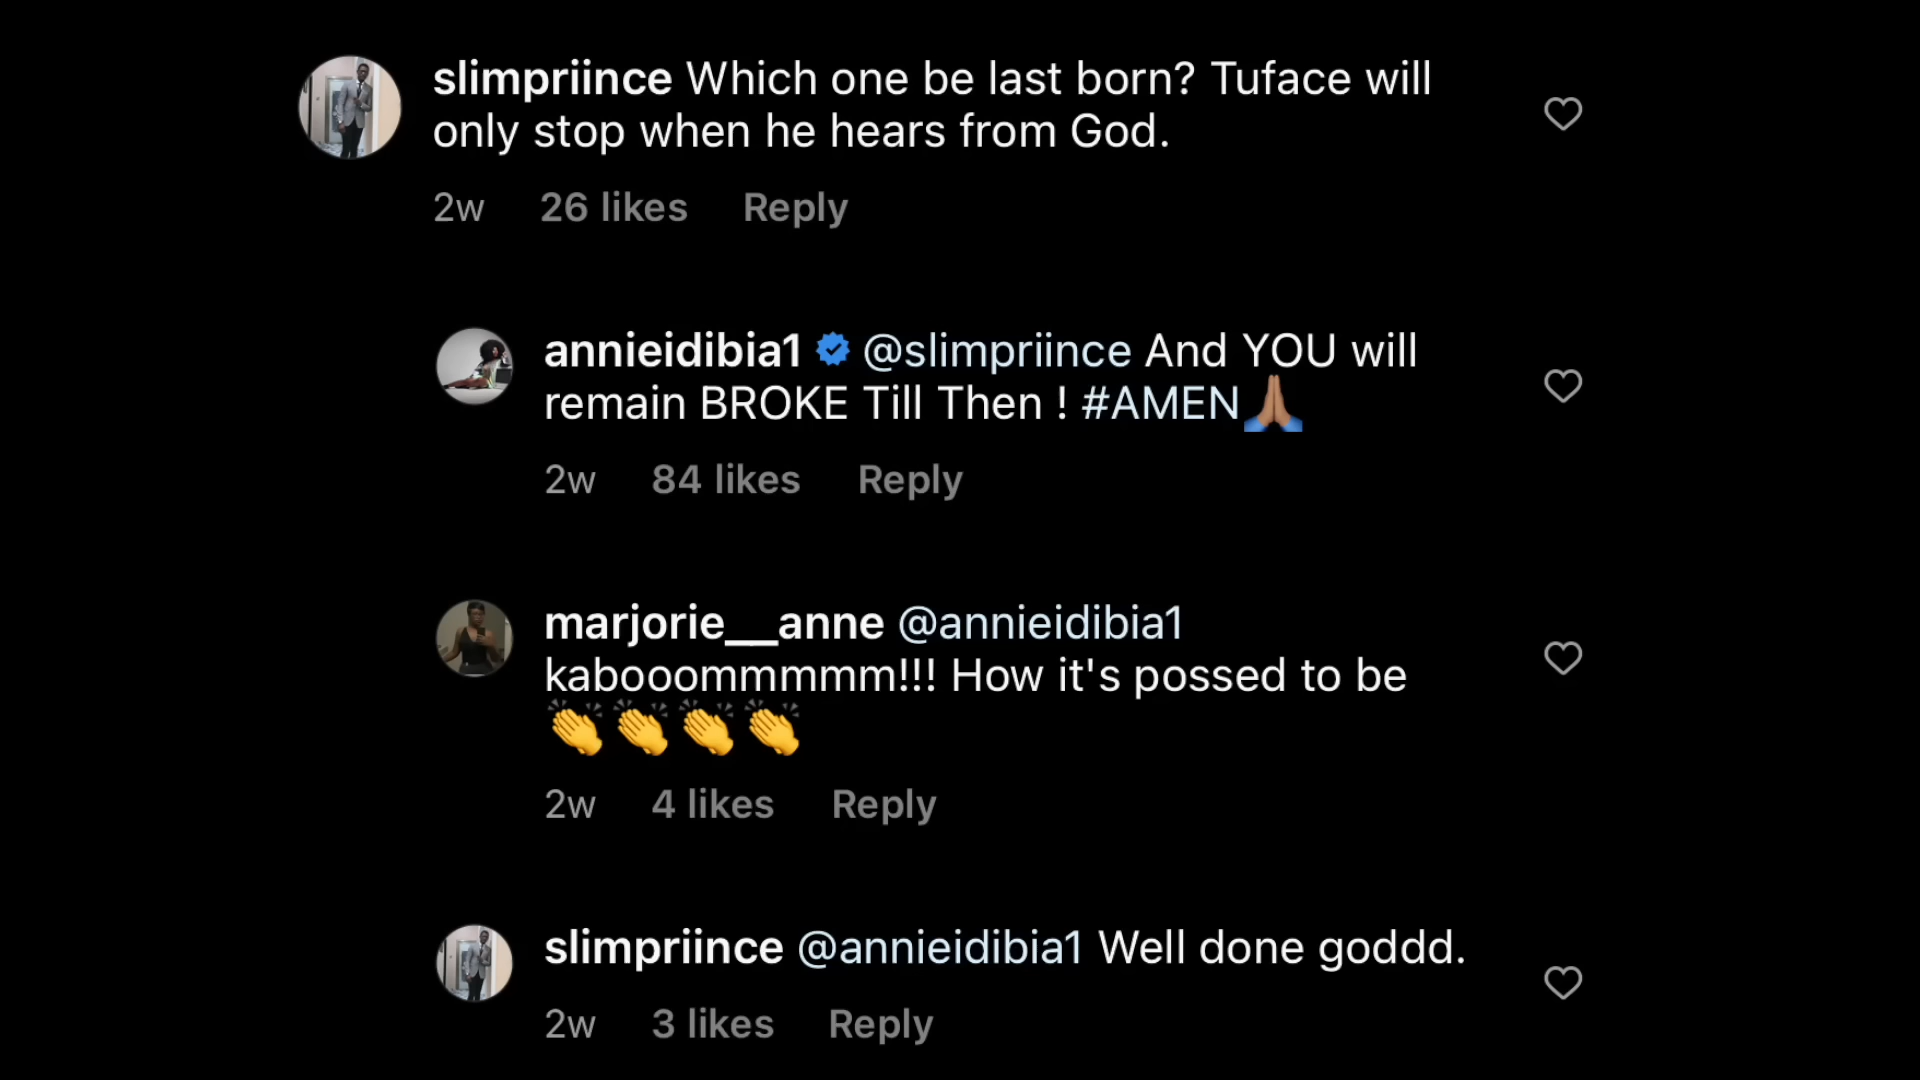 slimpriince Which one be last born? Tuface will
only stop when he hears from God.
2w 26 likes Reply
annieidibia1 @slimpriince And YOU will
remain BROKE Till Then ! #AMEN🙏🏽
2w 84 likes Reply
marjorie__anne @annieidibia1
kabooommmmm!!! How it's possed to be
👏👏👏👏
2w 4 likes Reply
slimpriince @annieidibia1 Well done goddd.
2w 3 likes Reply